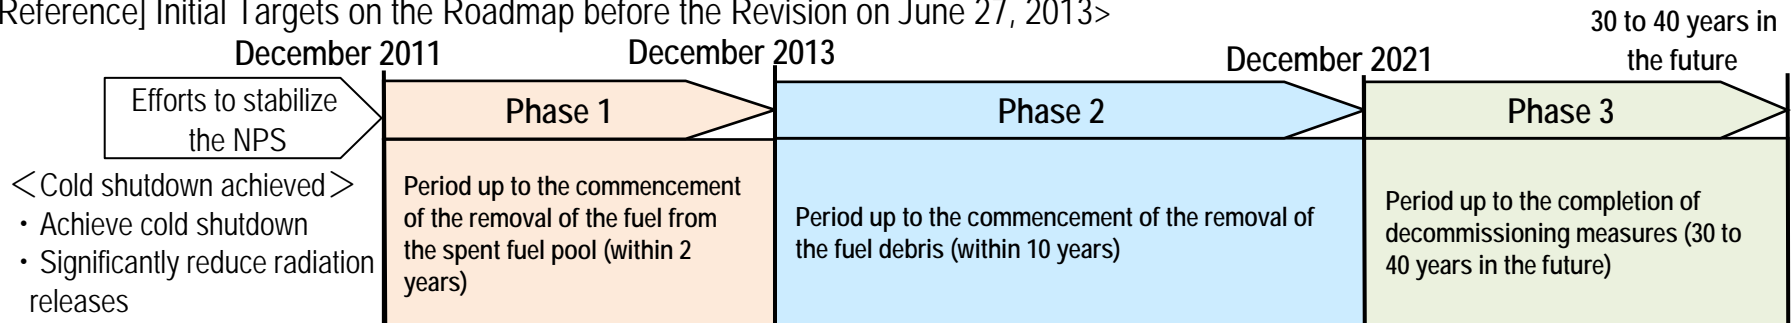 Reference] Initial Targets on the Roadmap before the Revision on June 27, 2013>
30 to 40 years in
the future
December 2011
December 2013
December 2021
Efforts to stabilize
the NPS
Phase 1
Phase 2
Phase 3
＜Cold shutdown achieved＞
・Achieve cold shutdown
・Significantly reduce radiation
releases
Period up to the commencement
of the removal of the fuel from
the spent fuel pool (within 2
years)
Period up to the commencement of the removal of
the fuel debris (within 10 years)
Period up to the completion of
decommissioning measures (30 to
40 years in the future)